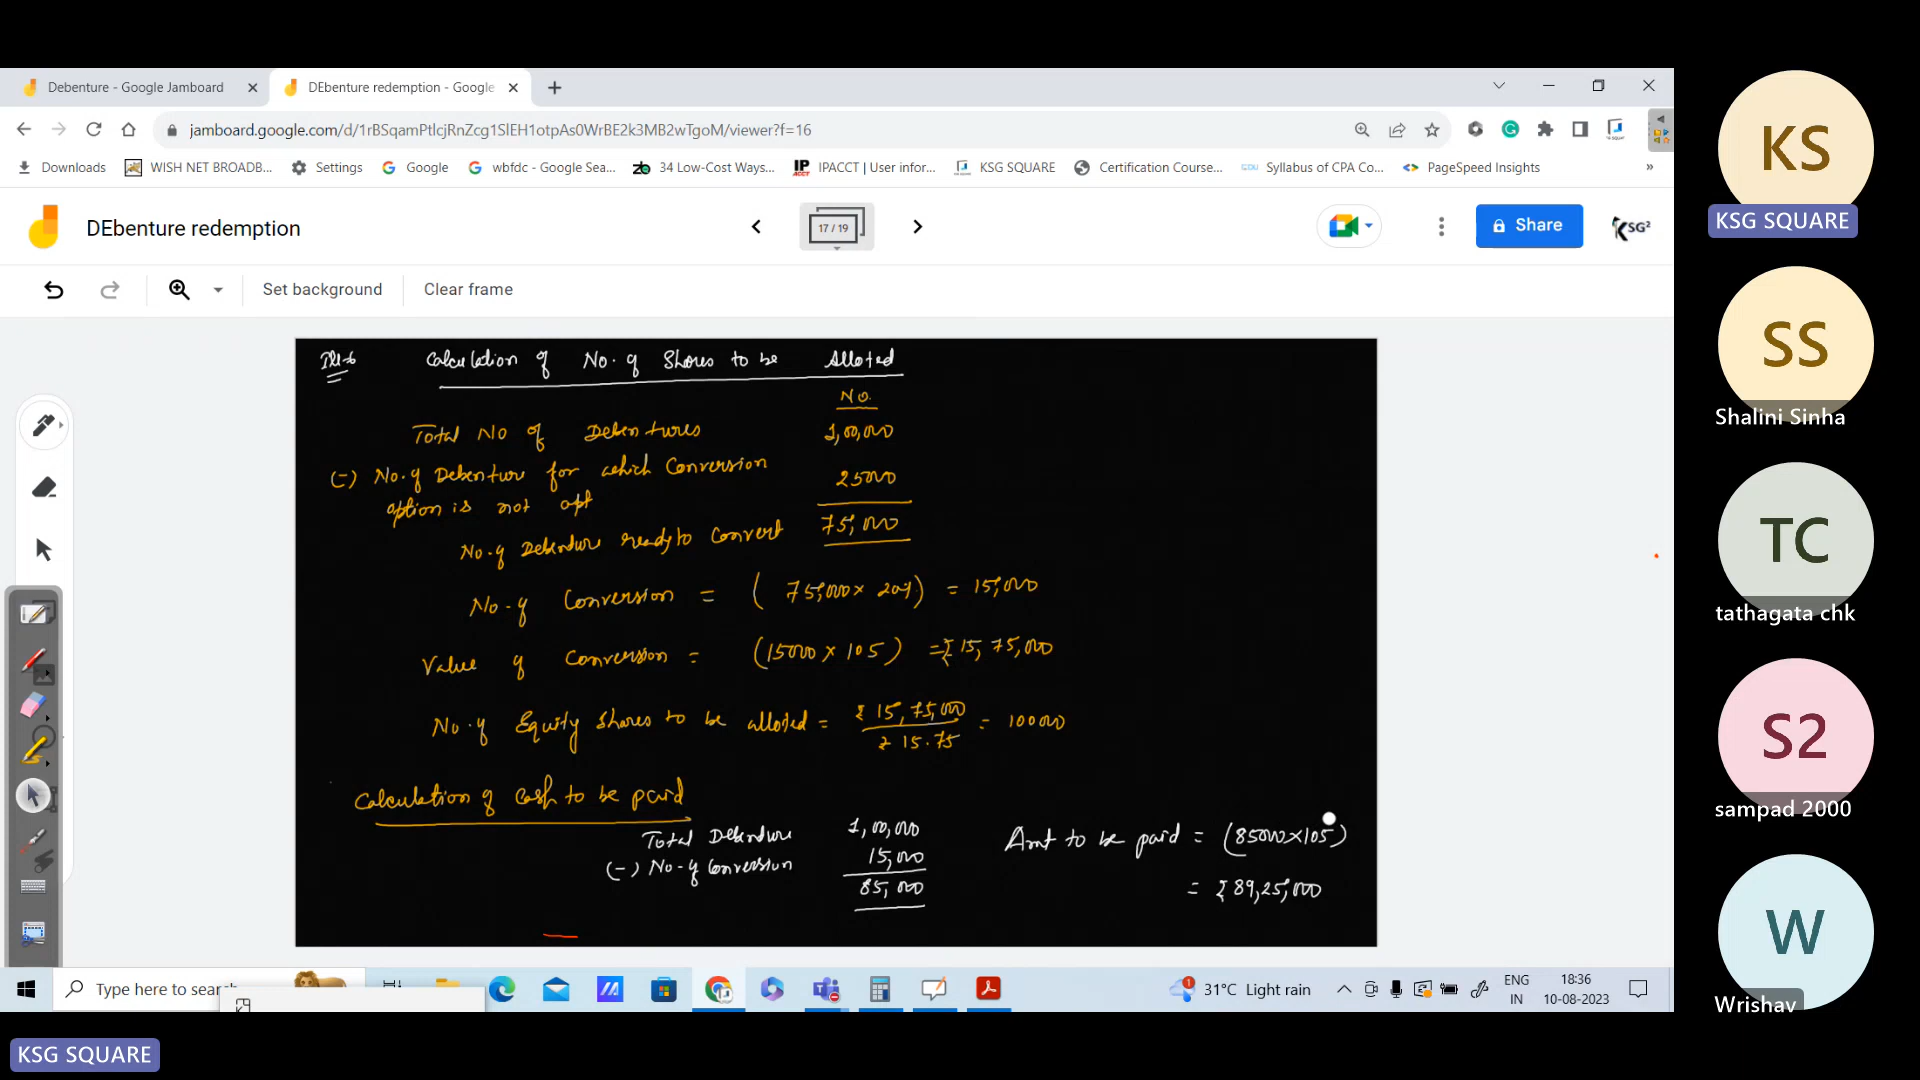 Debenture - Google Jamboard
DEbenture redemption - Google
jamboard.google.com/d/1rBSqamPtlcjRnZcg1SlEH1otpAs0WrBE2k3MB2wTgoM/viewer?f=16
Downloads WISH NET BROADB... Settings Google wbfdc - Google Sea... 34 Low-Cost Ways... IPACCT | User infor... KSG SQUARE Certification Course... Syllabus of CPA Co... PageSpeed Insights »
DEbenture redemption
17 / 19
Share
KSG²
Set background Clear frame
Ill-6 Calculation of No. of Shares to be Alloted
No.
Total No of Debentures 1,00,000
(-) No. of Debenture for which Conversion 25000
option is not opt
No. of Debenture ready to Convert 75,000
No. of Conversion = (75,000 × 20%) = 15,000
Value of Conversion = (15000 × 105) = ₹ 15,75,000
No. of Equity Shares to be alloted = ₹ 15,75,000 / ₹ 15.75 = 100000
Calculation of Cash to be paid
Total Debenture 1,00,000
(-) No. of Conversion 15,000
85,000
Amt to be paid = (85000×105)
= ₹ 89,25,000
Type here to search
31°C Light rain
ENG
IN
18:36
10-08-2023
KS
KSG SQUARE
SS
Shalini Sinha
TC
tathagata chk
S2
sampad 2000
W
Wrishav
KSG SQUARE